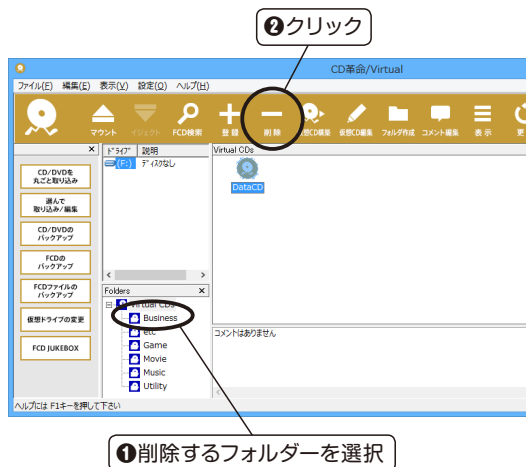 ❷クリック
CD革命/Virtual
ファイル(F) 編集(E) 表示(V) 設定(O) ヘルプ(H)
マウント イジェクト FCD検索 登録 削除 仮想CD編集 フォルダ作成 コメント編集 表示 更
× ドライブ 説明 Virtual CDs
(F:) ディスクなし
DataCD
CD/DVDを
丸ごと取り込み
選んで
取り込み/編集
CD/DVDの
バックアップ
FCDの
バックアップ
FCDファイルの
バックアップ
仮想ドライブの変更
FCD JUKEBOX
Folders ×
Virtual CDs
Business
etc
Game
Movie
Music
Utility
コメントはありません
ヘルプには F1キーを押して下さい
❶削除するフォルダーを選択